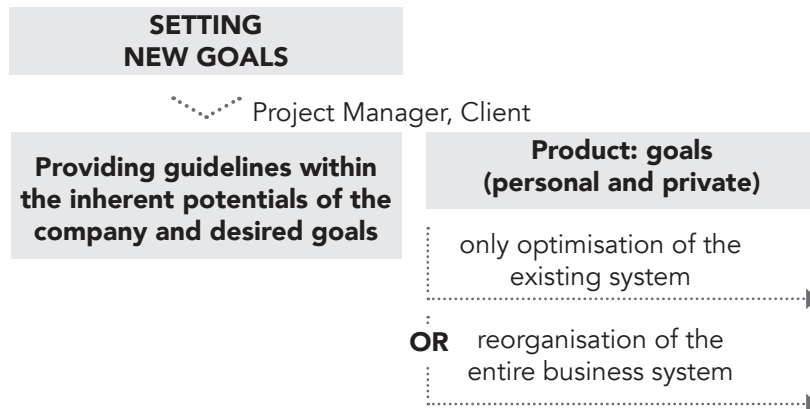 SETTING
NEW GOALS
Project Manager, Client
Providing guidelines within
the inherent potentials of the
company and desired goals
Product: goals
(personal and private)
only optimisation of the
existing system
OR reorganisation of the
entire business system